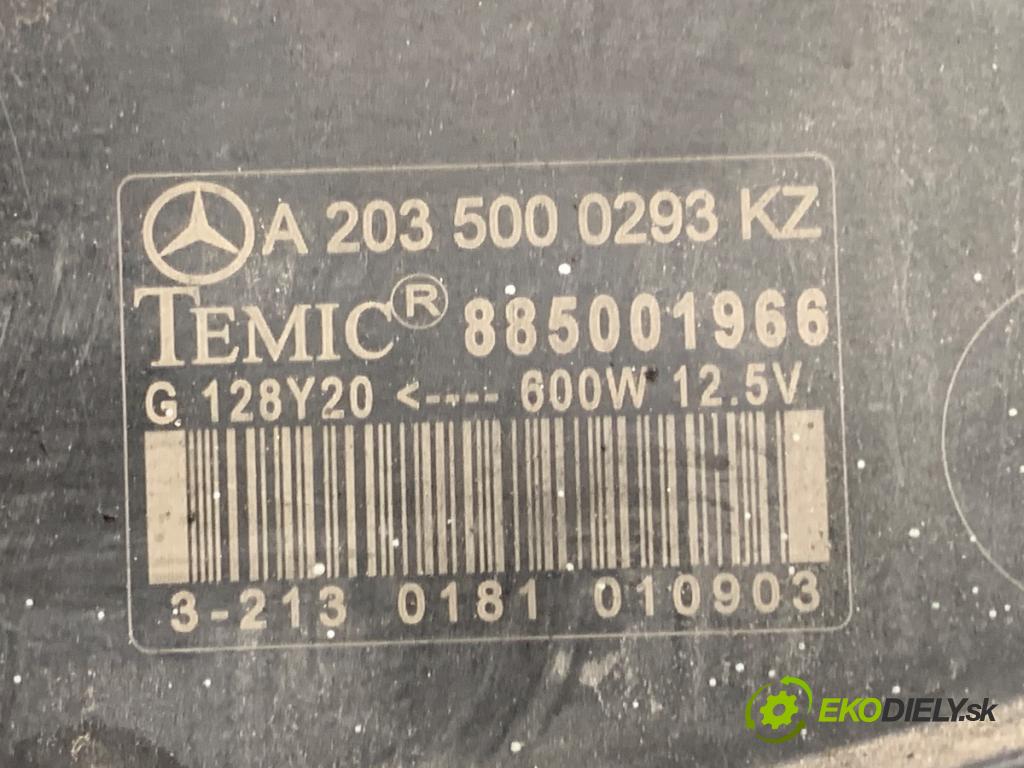 A 203 500 0293 KZ
TEMIC® 885001966
G 128Y20 <---- 600W 12.5V
3-213 0181 010903
EKODIELY.sk